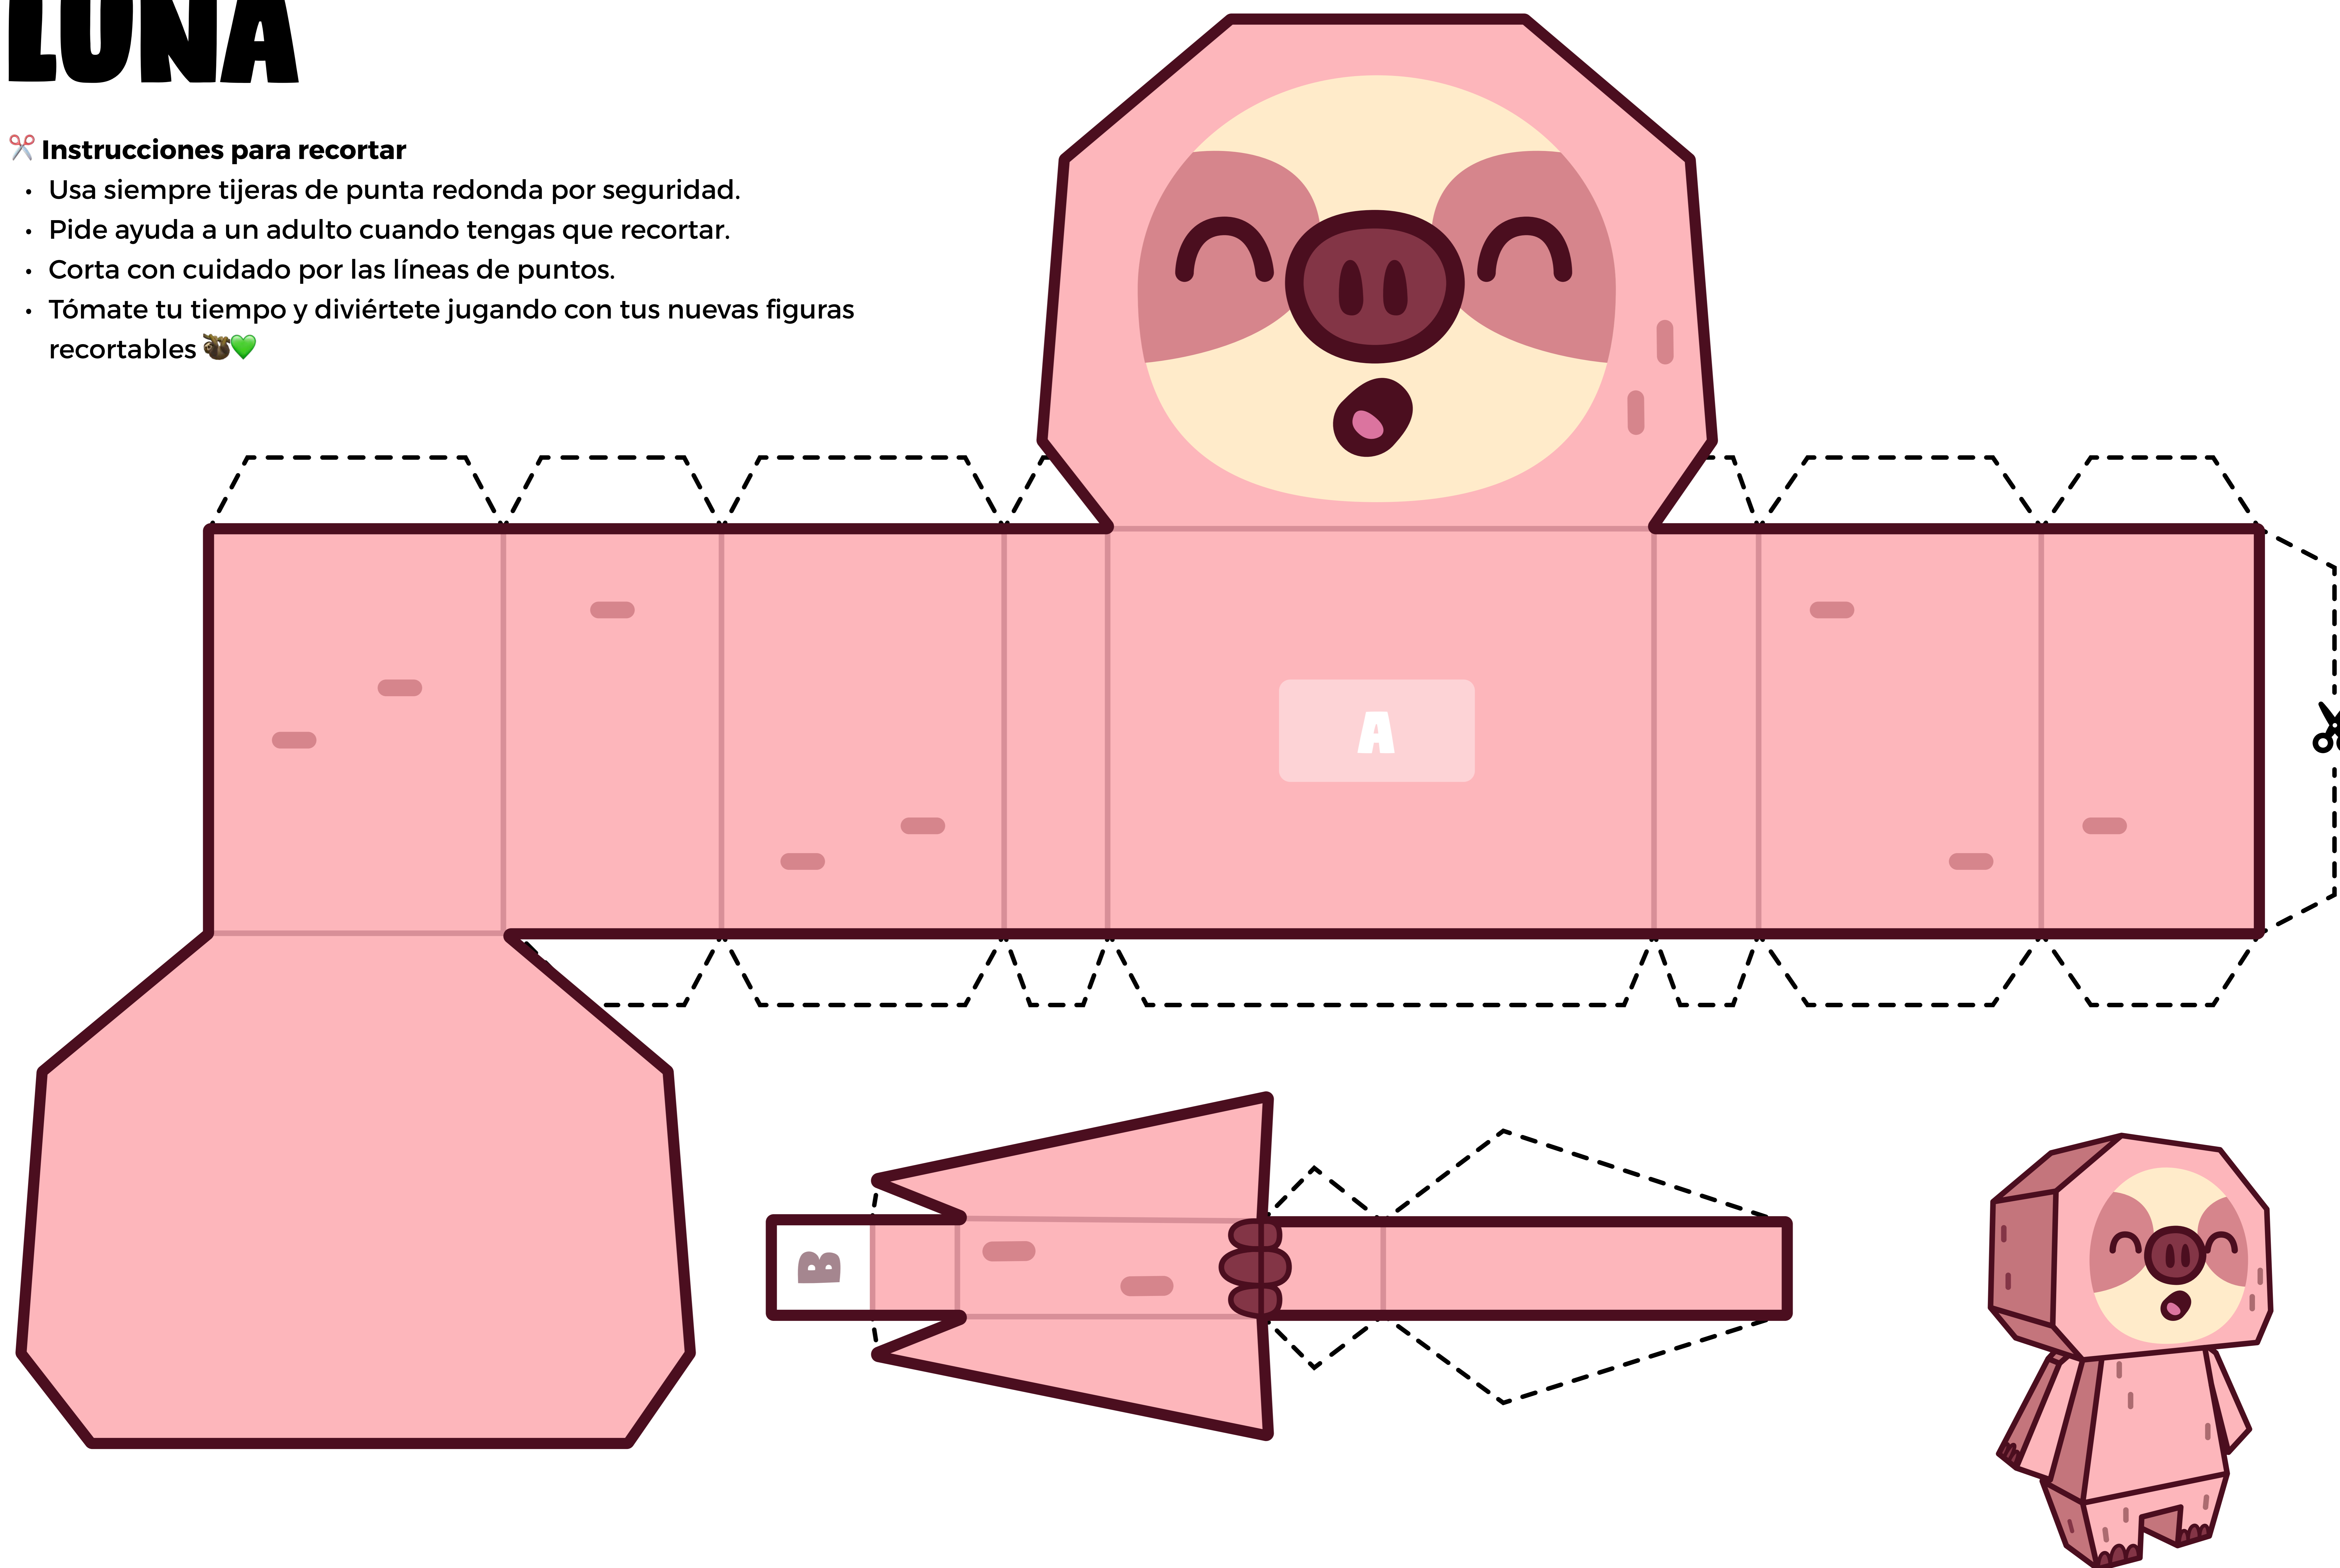 LUNA
✂️ Instrucciones para recortar
• Usa siempre tijeras de punta redonda por seguridad.
• Pide ayuda a un adulto cuando tengas que recortar.
• Corta con cuidado por las líneas de puntos.
• Tómate tu tiempo y diviértete jugando con tus nuevas figuras
recortables 🦥💚
A
B